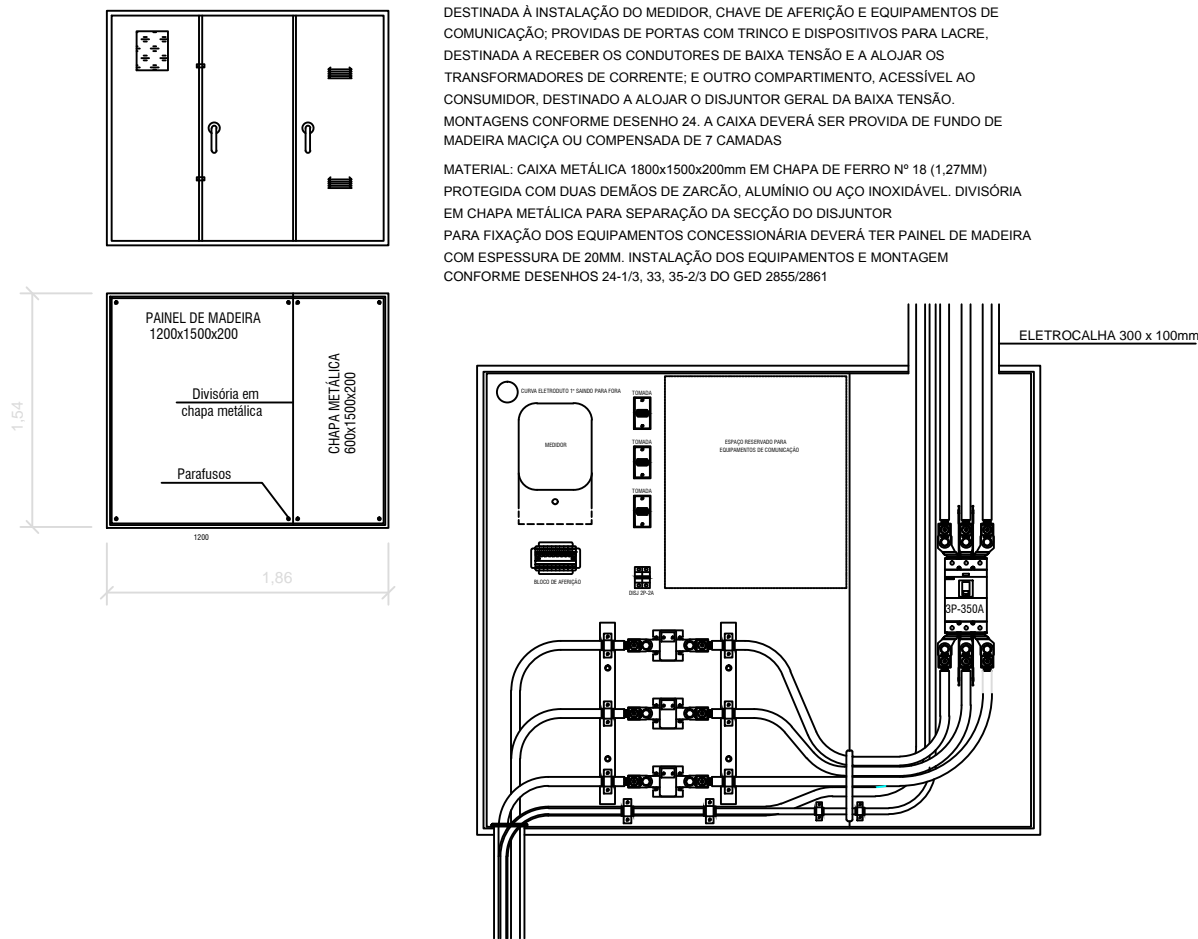 DESTINADA À INSTALAÇÃO DO MEDIDOR, CHAVE DE AFERIÇÃO E EQUIPAMENTOS DE
COMUNICAÇÃO; PROVIDAS DE PORTAS COM TRINCO E DISPOSITIVOS PARA LACRE,
DESTINADA A RECEBER OS CONDUTORES DE BAIXA TENSÃO E A ALOJAR OS
TRANSFORMADORES DE CORRENTE; E OUTRO COMPARTIMENTO, ACESSÍVEL AO
CONSUMIDOR, DESTINADO A ALOJAR O DISJUNTOR GERAL DA BAIXA TENSÃO.
MONTAGENS CONFORME DESENHO 24. A CAIXA DEVERÁ SER PROVIDA DE FUNDO DE
MADEIRA MACIÇA OU COMPENSADA DE 7 CAMADAS
MATERIAL: CAIXA METÁLICA 1800x1500x200mm EM CHAPA DE FERRO Nº 18 (1,27MM)
PROTEGIDA COM DUAS DEMÃOS DE ZARCÃO, ALUMÍNIO OU AÇO INOXIDÁVEL. DIVISÓRIA
EM CHAPA METÁLICA PARA SEPARAÇÃO DA SECÇÃO DO DISJUNTOR
PARA FIXAÇÃO DOS EQUIPAMENTOS CONCESSIONÁRIA DEVERÁ TER PAINEL DE MADEIRA
COM ESPESSURA DE 20MM. INSTALAÇÃO DOS EQUIPAMENTOS E MONTAGEM
CONFORME DESENHOS 24-1/3, 33, 35-2/3 DO GED 2855/2861
PAINEL DE MADEIRA
1200x1500x200
Divisória em
chapa metálica
Parafusos
CHAPA METÁLICA
600x1500x200
1,54
1200
1,86
ELETROCALHA 300 x 100mm
CURVA ELETRODUTO 1" SAINDO PARA FORA
TOMADA
MEDIDOR
TOMADA
TOMADA
ESPAÇO RESERVADO PARA
EQUIPAMENTOS DE COMUNICAÇÃO
BLOCO DE AFERIÇÃO
DISJ 2P-2A
3P-350A